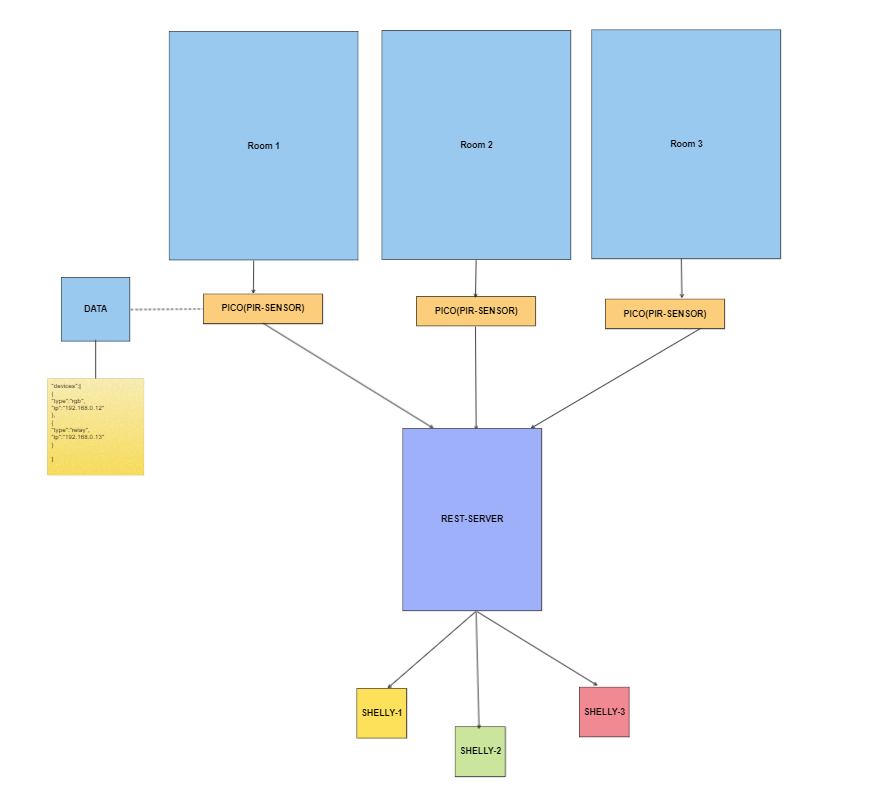 Room 1
Room 2
Room 3
DATA
PICO(PIR-SENSOR)
PICO(PIR-SENSOR)
PICO(PIR-SENSOR)
"devices":[
{
"type":"rgb",
"ip":"192.168.0.12"
},
{
"type":"relay",
"ip":"192.168.0.13"
}
]
REST-SERVER
SHELLY-1
SHELLY-2
SHELLY-3